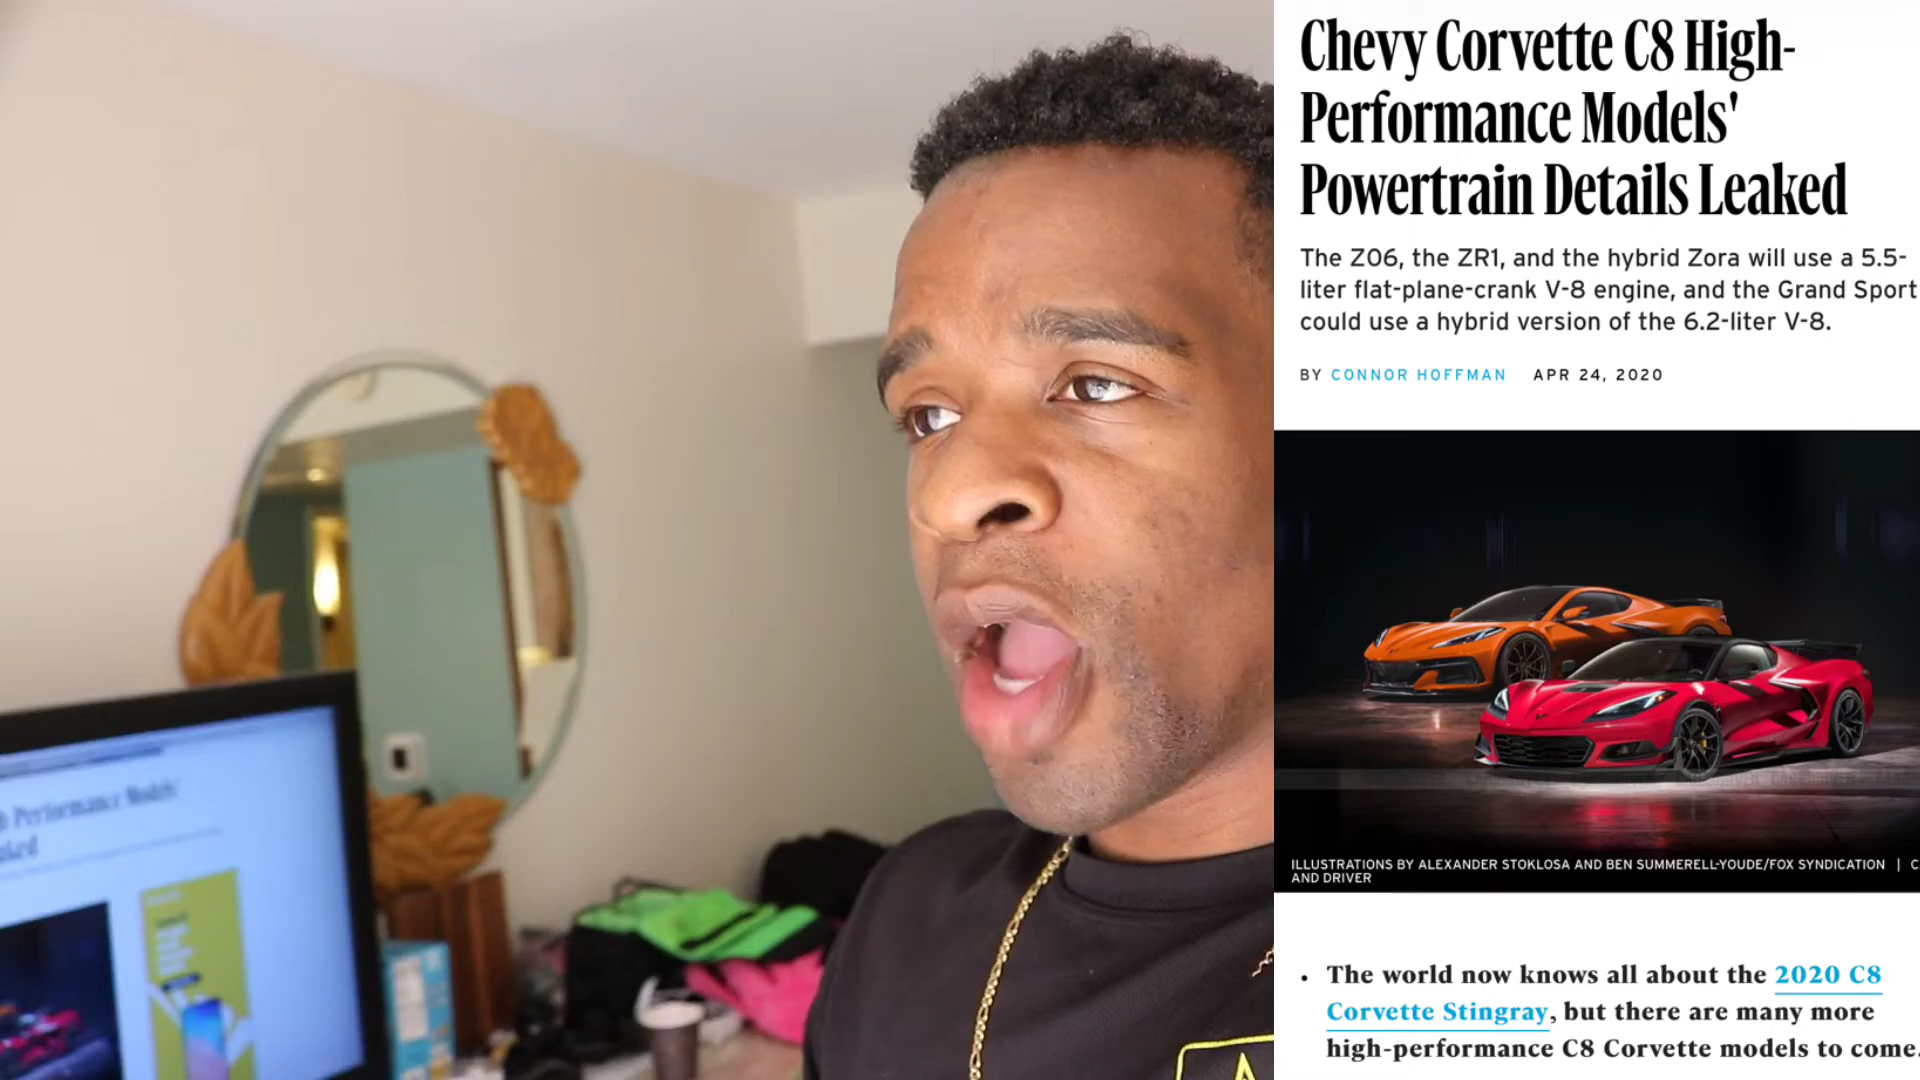 Chevy Corvette C8 High-
Performance Models'
Powertrain Details Leaked
The Z06, the ZR1, and the hybrid Zora will use a 5.5-
liter flat-plane-crank V-8 engine, and the Grand Sport
could use a hybrid version of the 6.2-liter V-8.
BY CONNOR HOFFMAN APR 24, 2020
ILLUSTRATIONS BY ALEXANDER STOKLOSA AND BEN SUMMERELL-YOUDE/FOX SYNDICATION | C
AND DRIVER
• The world now knows all about the 2020 C8
Corvette Stingray, but there are many more
high-performance C8 Corvette models to come.
Performance Models'